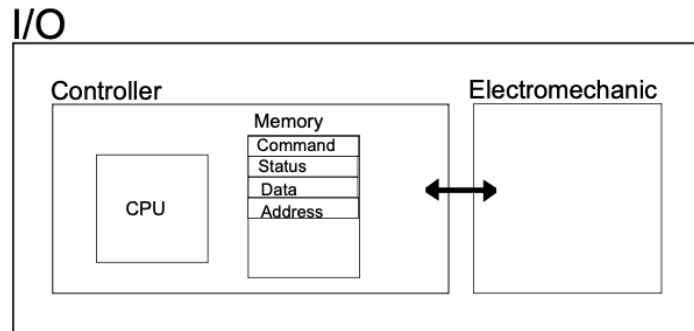 I/O
Controller
Electromechanic
Memory
Command
Status
Data
Address
CPU